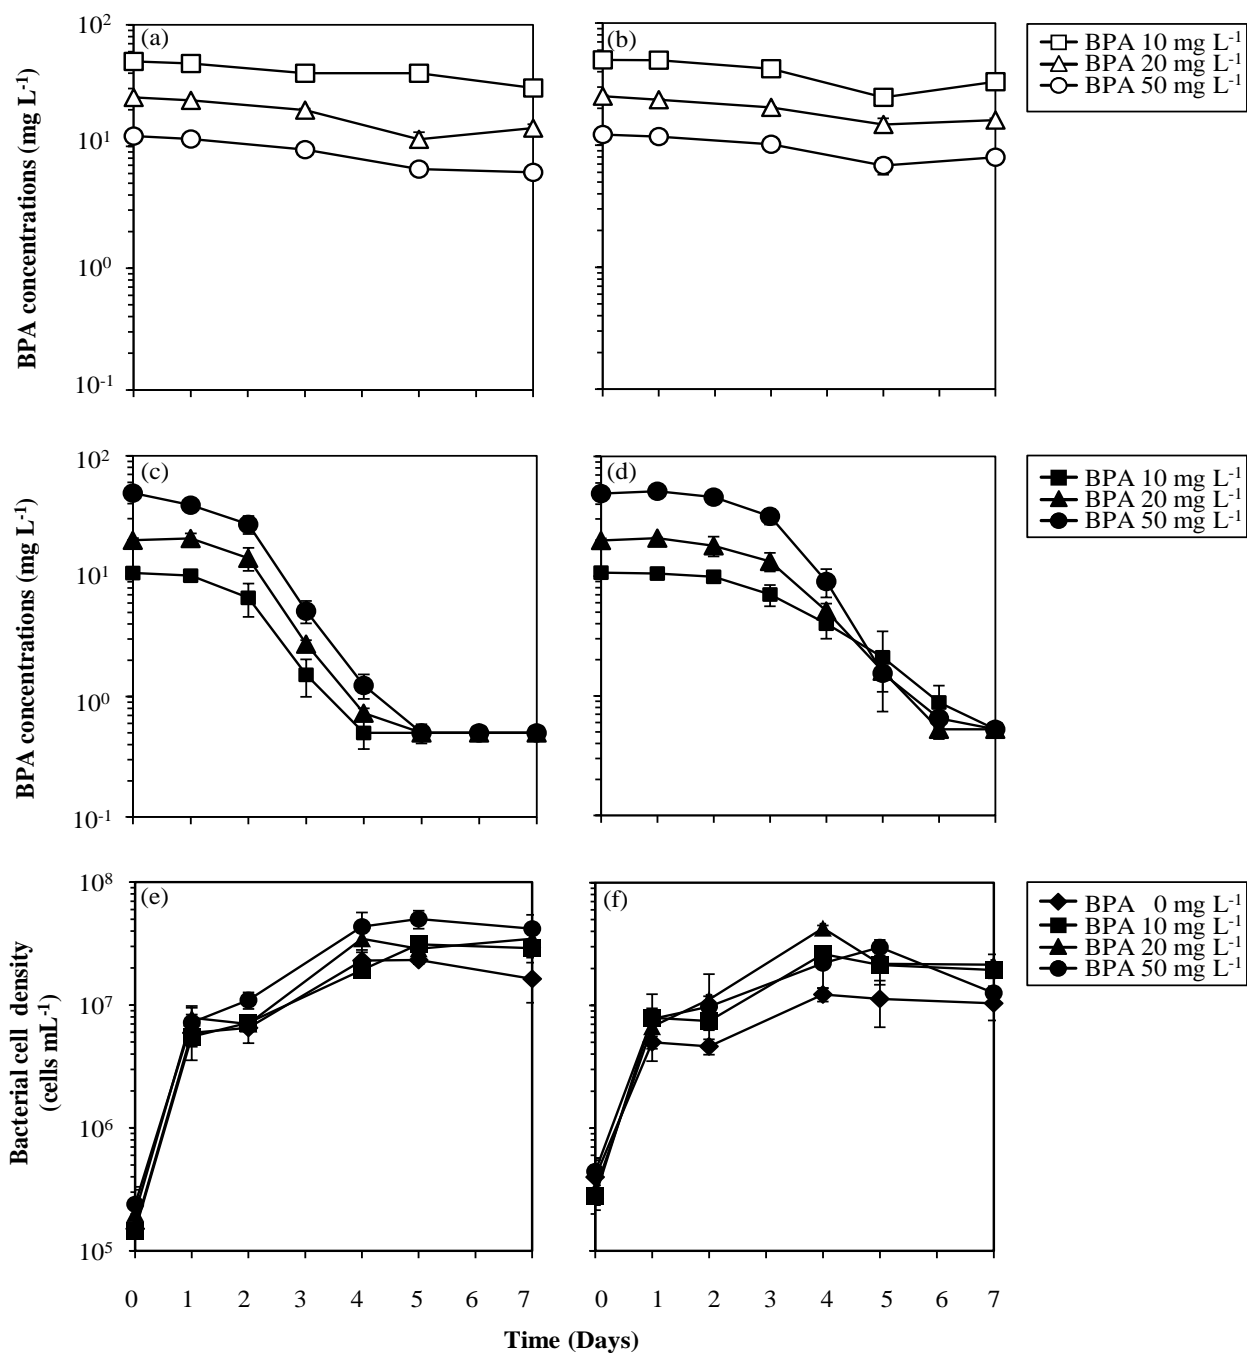 BPA concentrations (mg L⁻¹)
10²
10¹
10⁰
10⁻¹
(a)
(b)
BPA 10 mg L⁻¹
BPA 20 mg L⁻¹
BPA 50 mg L⁻¹
BPA concentrations (mg L⁻¹)
10²
10¹
10⁰
10⁻¹
(c)
(d)
BPA 10 mg L⁻¹
BPA 20 mg L⁻¹
BPA 50 mg L⁻¹
Bacterial cell density
(cells mL⁻¹)
10⁸
10⁷
10⁶
10⁵
(e)
(f)
BPA 0 mg L⁻¹
BPA 10 mg L⁻¹
BPA 20 mg L⁻¹
BPA 50 mg L⁻¹
0 1 2 3 4 5 6 7
0 1 2 3 4 5 6 7
Time (Days)